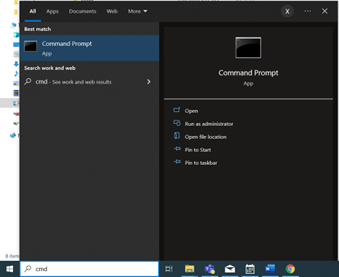 All Apps Documents Web More
X
Best match
Command Prompt
App
Search work and web
cmd - See work and web results
Command Prompt
App
Open
Run as administrator
Open file location
Pin to Start
Pin to taskbar
8 items
cmd